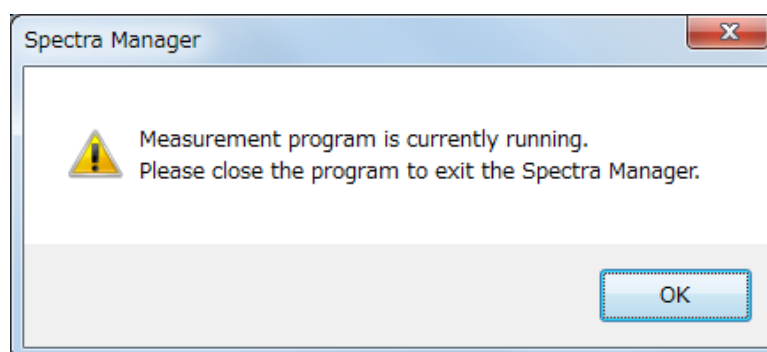 Spectra Manager
Measurement program is currently running.
Please close the program to exit the Spectra Manager.
OK